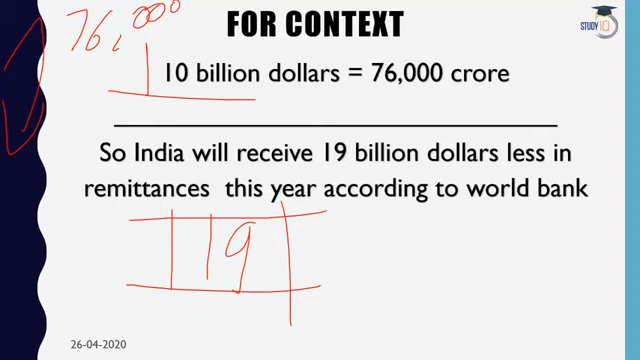 76,000
FOR CONTEXT
STUDY IQ
10 billion dollars = 76,000 crore
So India will receive 19 billion dollars less in
remittances this year according to world bank
19
26-04-2020